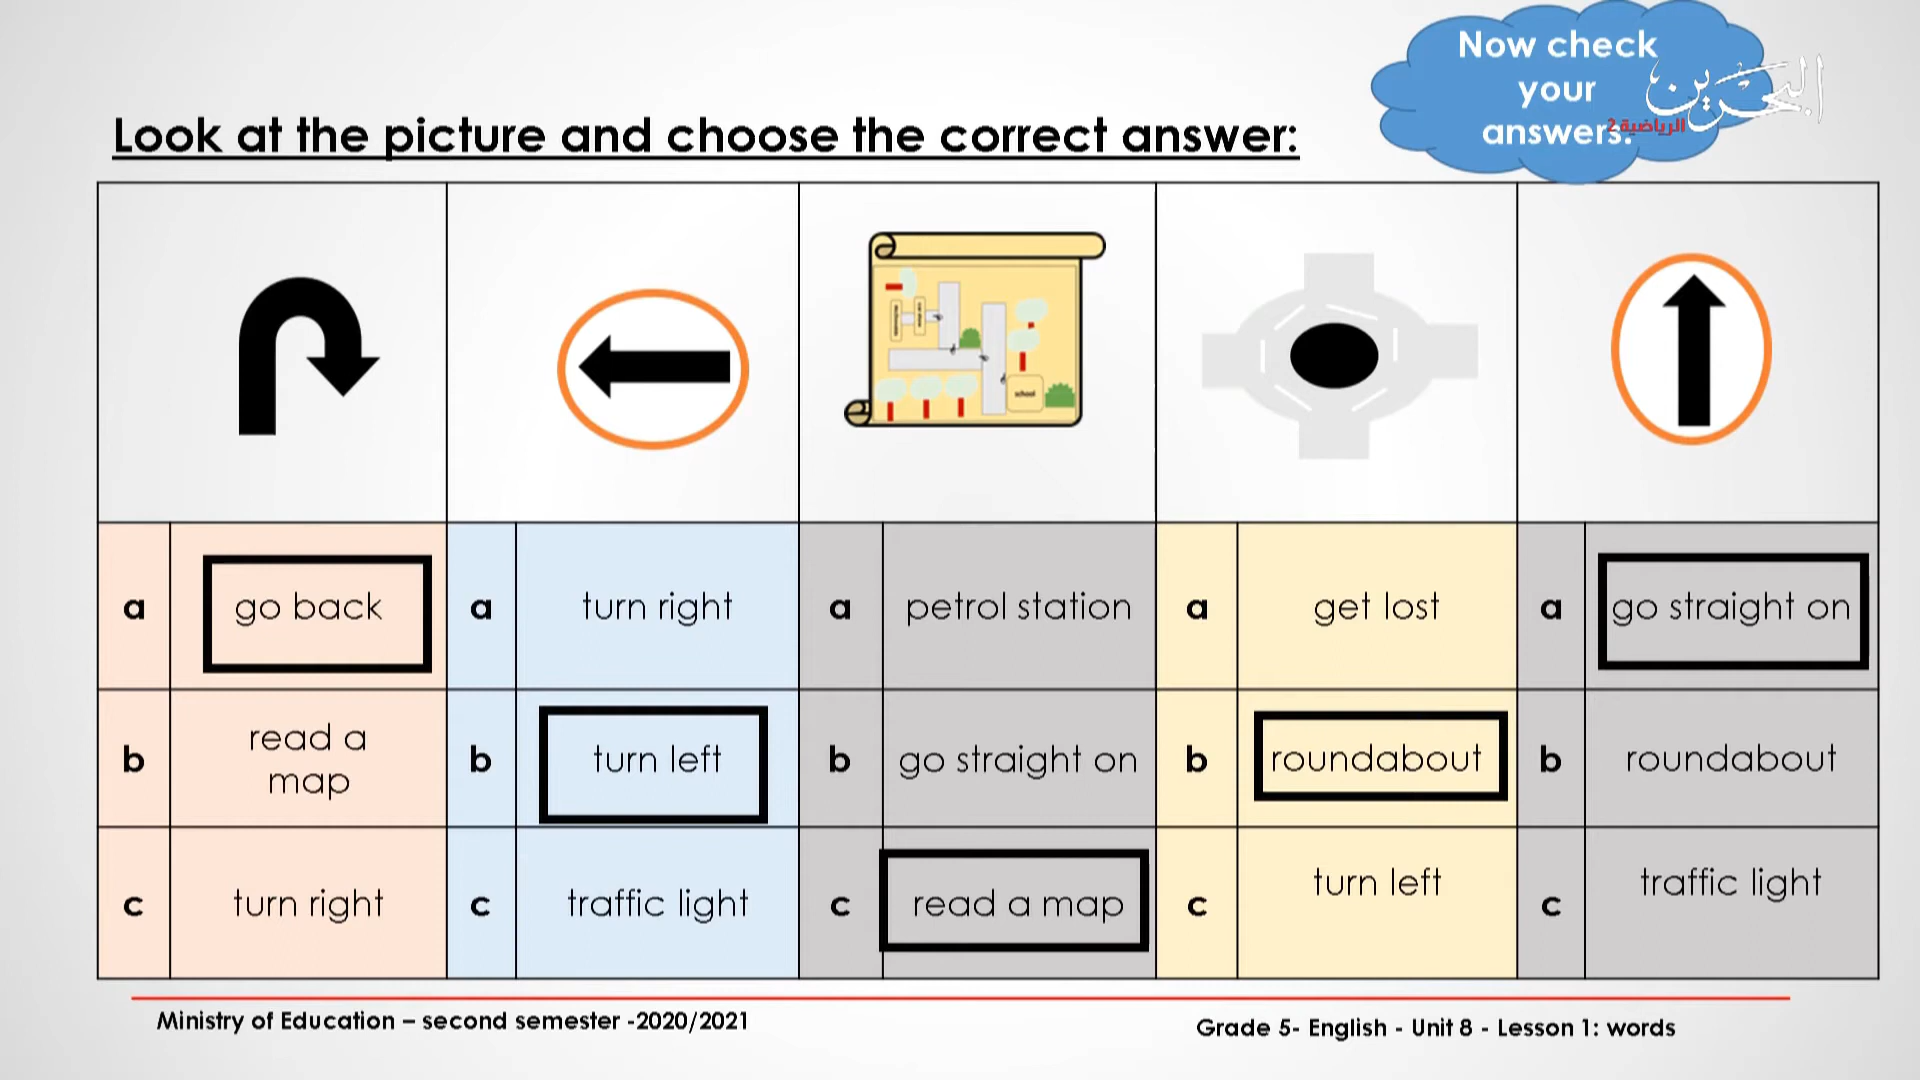 Now check
your
answers.
البحرين
الرياضية 2
Look at the picture and choose the correct answer:
school
a go back a turn right a petrol station a get lost a go straight on
b read a map b turn left b go straight on b roundabout b roundabout
c turn right c traffic light c read a map c turn left c traffic light
Ministry of Education – second semester -2020/2021
Grade 5- English - Unit 8 - Lesson 1: words